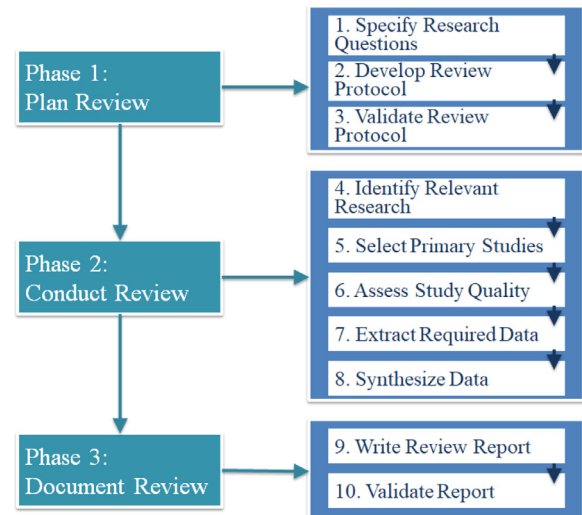 Phase 1:
Plan Review
1. Specify Research
Questions
2. Develop Review
Protocol
3. Validate Review
Protocol
Phase 2:
Conduct Review
4. Identify Relevant
Research
5. Select Primary Studies
6. Assess Study Quality
7. Extract Required Data
8. Synthesize Data
Phase 3:
Document Review
9. Write Review Report
10. Validate Report